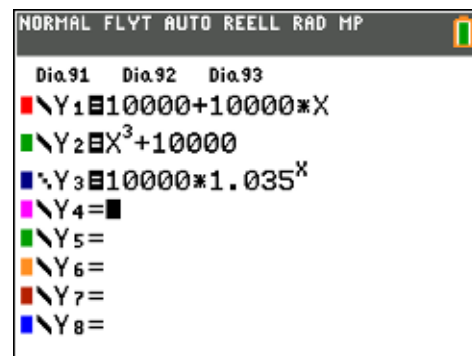 NORMAL FLYT AUTO REELL RAD MP
Dia.91 Dia.92 Dia.93
\Y₁=10000+10000*X
\Y₂=X³+10000
\Y₃=10000*1.035ˣ
\Y₄=
\Y₅=
\Y₆=
\Y₇=
\Y₈=